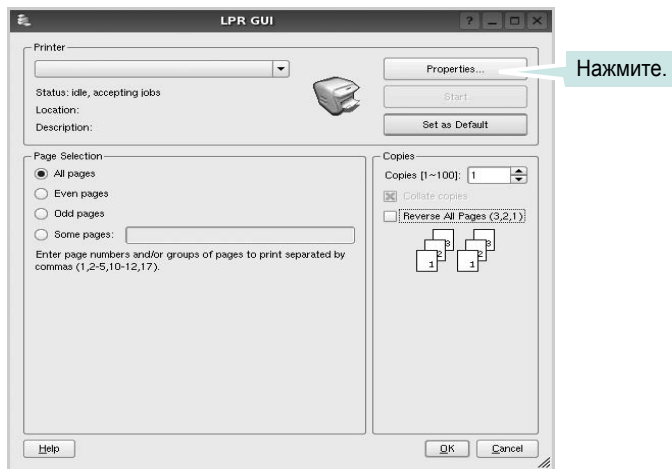 LPR GUI
Printer
Properties...
Нажмите.
Status: idle, accepting jobs
Start
Location:
Description:
Set as Default
Page Selection
All pages
Even pages
Odd pages
Some pages:
Enter page numbers and/or groups of pages to print separated by
commas (1,2-5,10-12,17).
Copies
Copies [1~100]: 1
Collate copies
Reverse All Pages (3,2,1)
3 3
2 2
1 1
Help
OK
Cancel